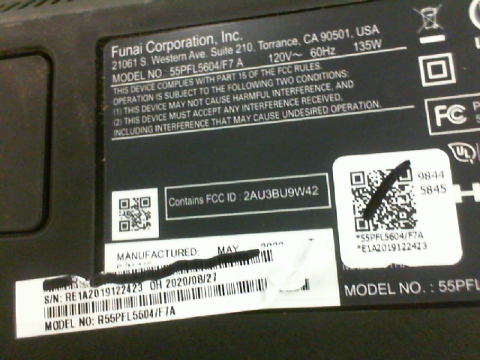 Funai Corporation, Inc.
21061 S. Western Ave. Suite 210, Torrance, CA 90501, USA
MODEL NO : 55PFL5604/F7 A 120V~ 60Hz 135W
THIS DEVICE COMPLIES WITH PART 15 OF THE FCC RULES.
OPERATION IS SUBJECT TO THE FOLLOWING TWO CONDITIONS:
(1) THIS DEVICE MAY NOT CAUSE HARMFUL INTERFERENCE, AND
(2) THIS DEVICE MUST ACCEPT ANY INTERFERENCE RECEIVED,
INCLUDING INTERFERENCE THAT MAY CAUSE UNDESIRED OPERATION.
FC
UL
Contains FCC ID : 2AU3BU9W42
9844
5845
*55PFL5604/F7A
*E1A2019122423
MANUFACTURED: MAY
S/N: RE1A2019122423 OH 2020/08/27
MODEL NO: R55PFL5604/F7A
MODEL NO. : 55PFL